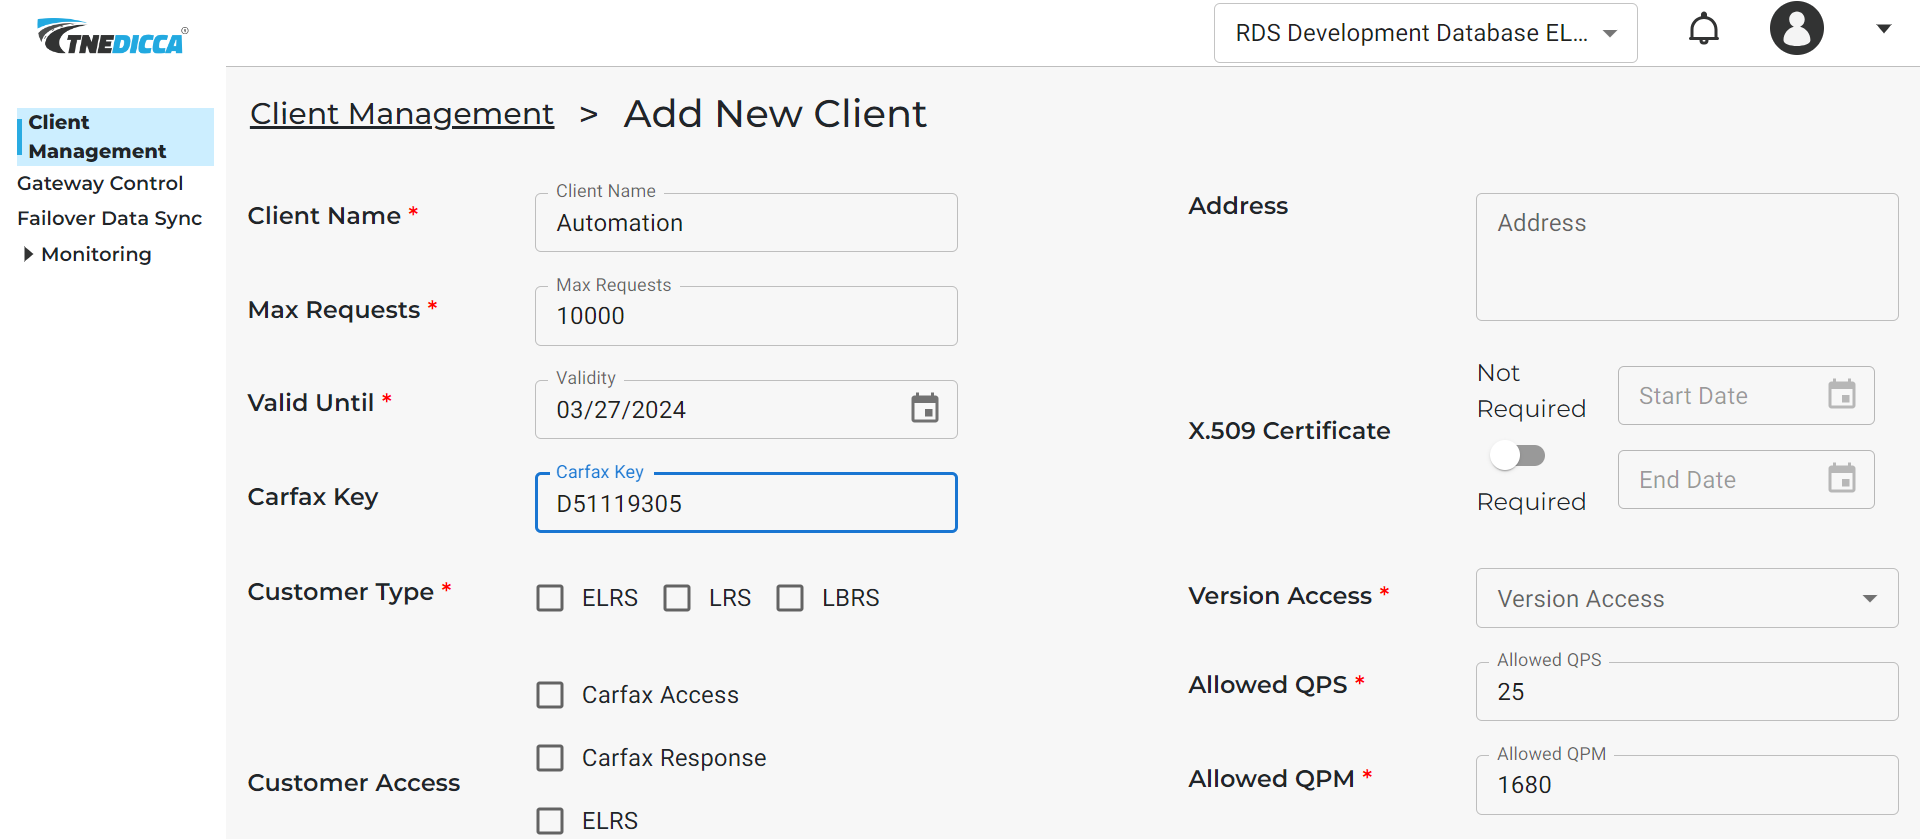 TNEDICCA®
RDS Development Database EL...
Client
Management
Gateway Control
Failover Data Sync
Monitoring
Client Management > Add New Client
Client Name *
Client Name
Automation
Max Requests *
Max Requests
10000
Valid Until *
Validity
03/27/2024
Carfax Key
Carfax Key
D51119305
Customer Type *
ELRS LRS LBRS
Customer Access
Carfax Access
Carfax Response
ELRS
Address
Address
X.509 Certificate
Not
Required
Required
Start Date
End Date
Version Access *
Version Access
Allowed QPS *
Allowed QPS
25
Allowed QPM *
Allowed QPM
1680